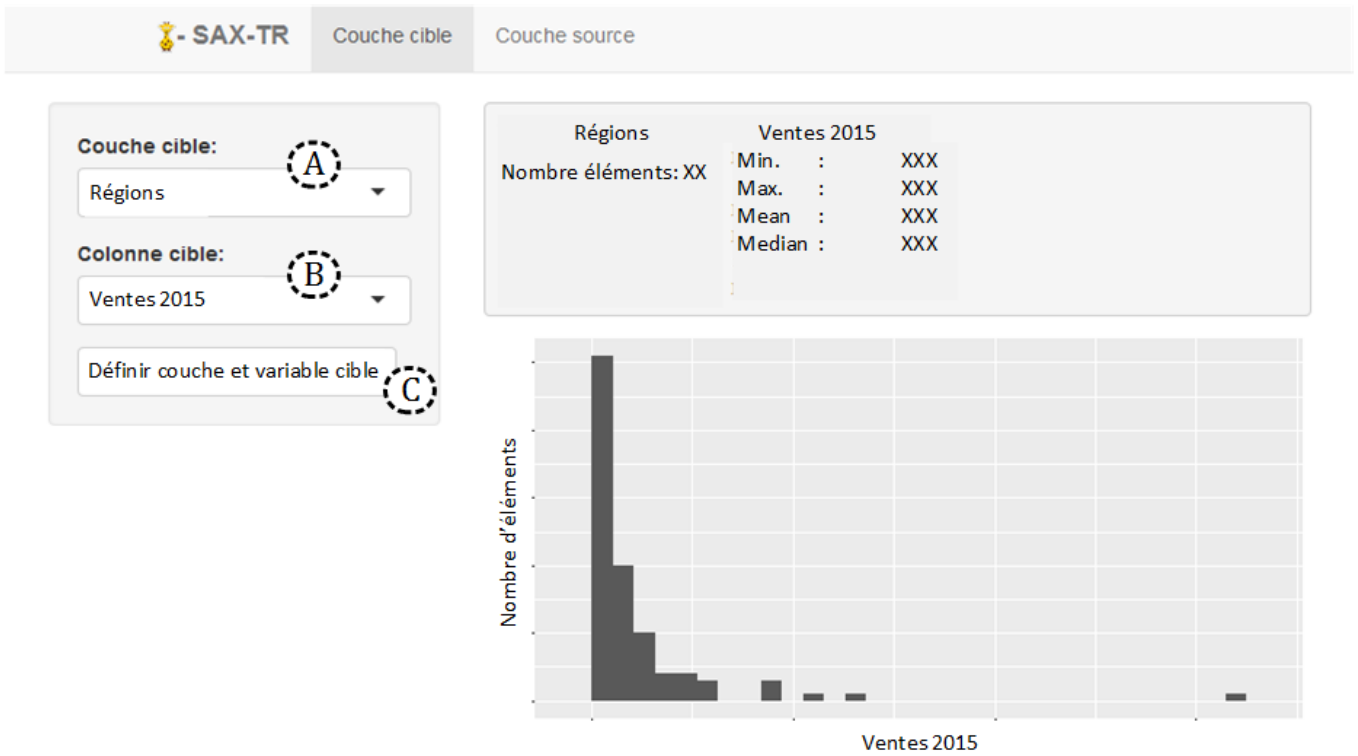 - SAX-TR Couche cible Couche source
Couche cible:
A
Régions
Colonne cible:
B
Ventes 2015
Définir couche et variable cible
C
Régions Ventes 2015
Nombre éléments: XX
Min. : XXX
Max. : XXX
Mean : XXX
Median : XXX
Nombre d'éléments
Ventes 2015